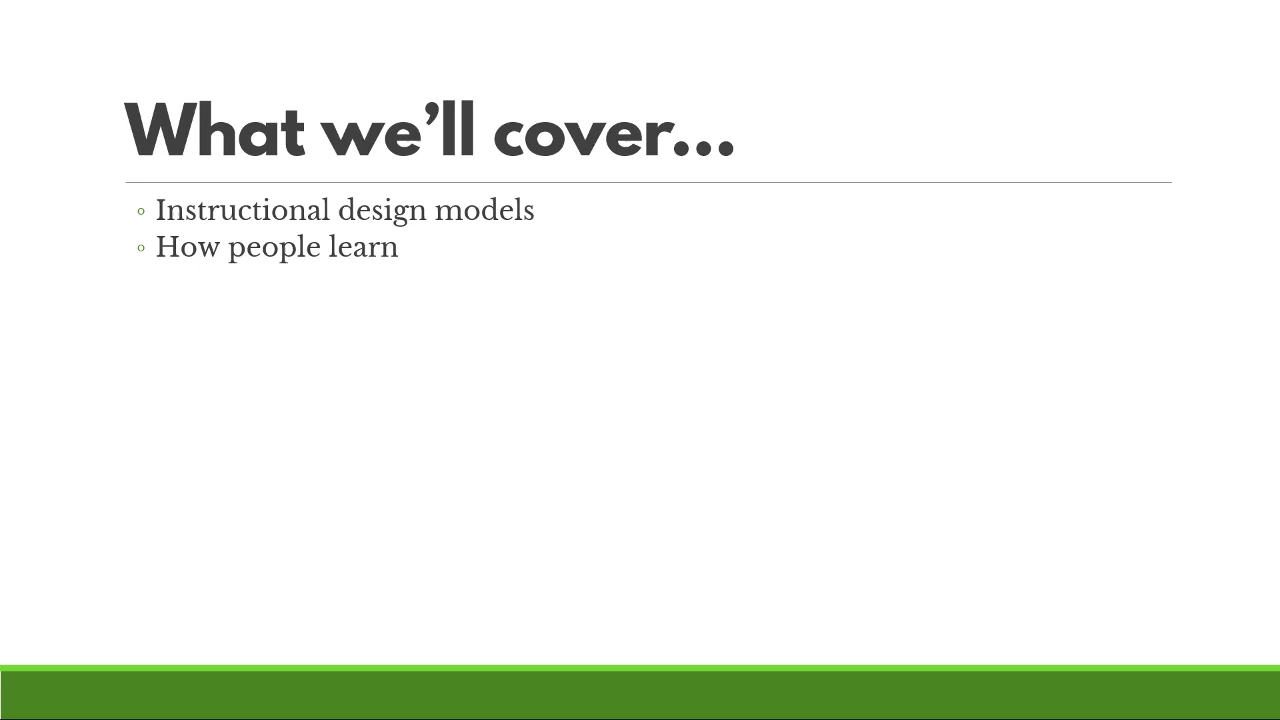 What we’ll cover…
◦ Instructional design models
◦ How people learn